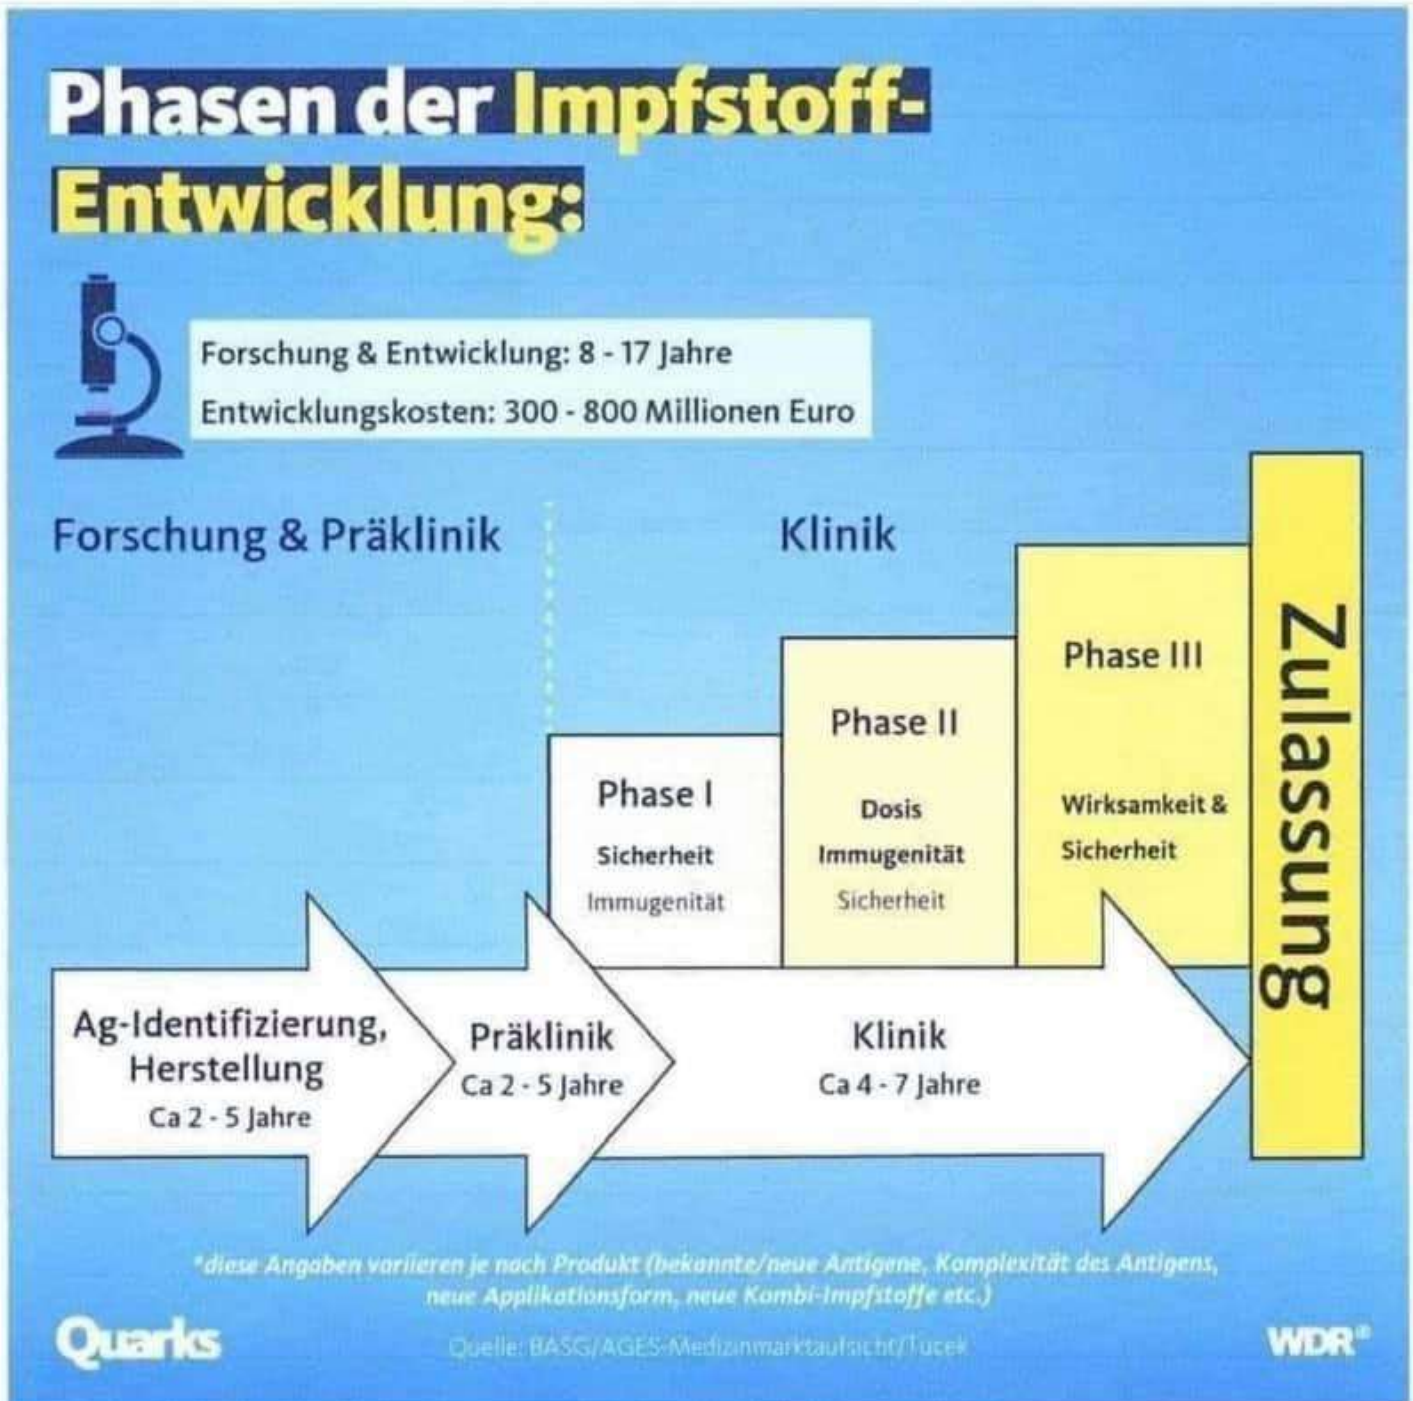 Phasen der Impfstoff-
Entwicklung:
Forschung & Entwicklung: 8 - 17 Jahre
Entwicklungskosten: 300 - 800 Millionen Euro
Forschung & Präklinik
Klinik
Phase I
Sicherheit
Immugenität
Phase II
Dosis
Immugenität
Sicherheit
Phase III
Wirksamkeit &
Sicherheit
Zulassung
Ag-Identifizierung,
Herstellung
Ca 2 - 5 Jahre
Präklinik
Ca 2 - 5 Jahre
Klinik
Ca 4 - 7 Jahre
*diese Angaben variieren je nach Produkt (bekannte/neue Antigene, Komplexität des Antigens,
neue Applikationsform, neue Kombi-Impfstoffe etc.)
Quarks
Quelle: BASG/AGES-Medizinmarktaufsicht/Tucek
WDR®